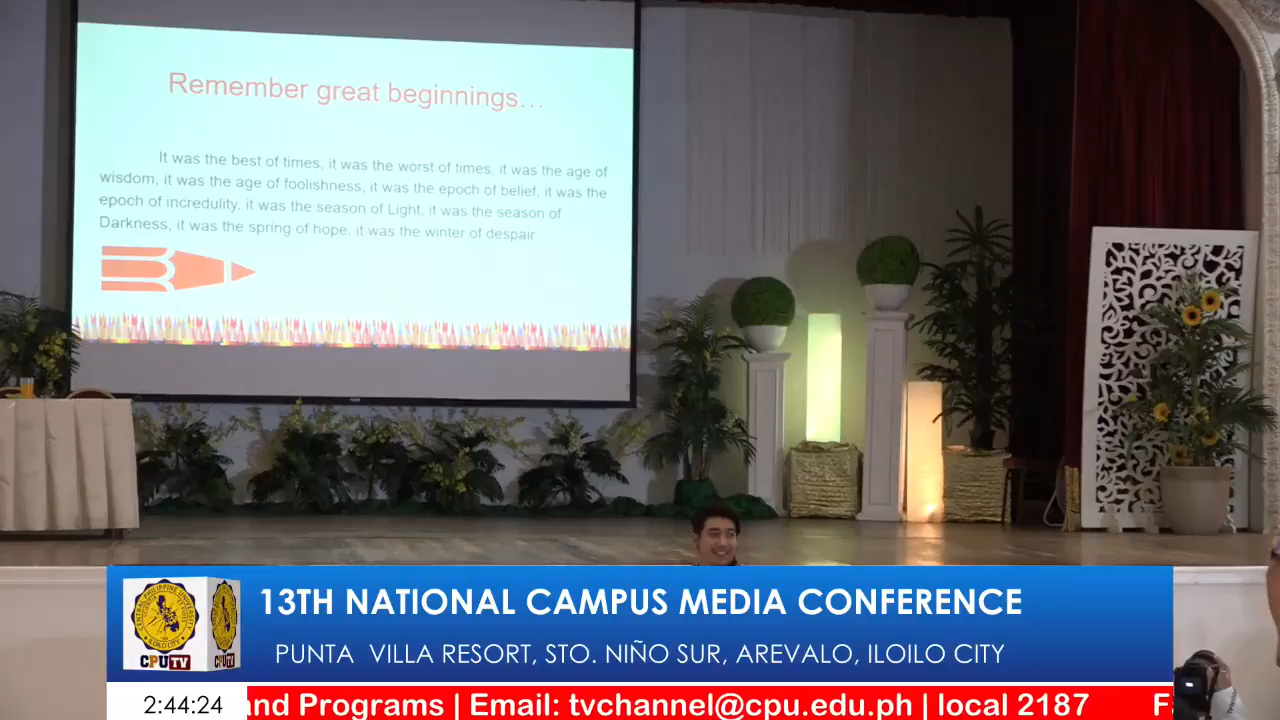 Remember great beginnings…
It was the best of times, it was the worst of times, it was the age of
wisdom, it was the age of foolishness, it was the epoch of belief, it was the
epoch of incredulity, it was the season of Light, it was the season of
Darkness, it was the spring of hope, it was the winter of despair
13TH NATIONAL CAMPUS MEDIA CONFERENCE
PUNTA VILLA RESORT, STO. NIÑO SUR, AREVALO, ILOILO CITY
CPUTV
CPUTV
2:44:24
and Programs | Email: tvchannel@cpu.edu.ph | local 2187